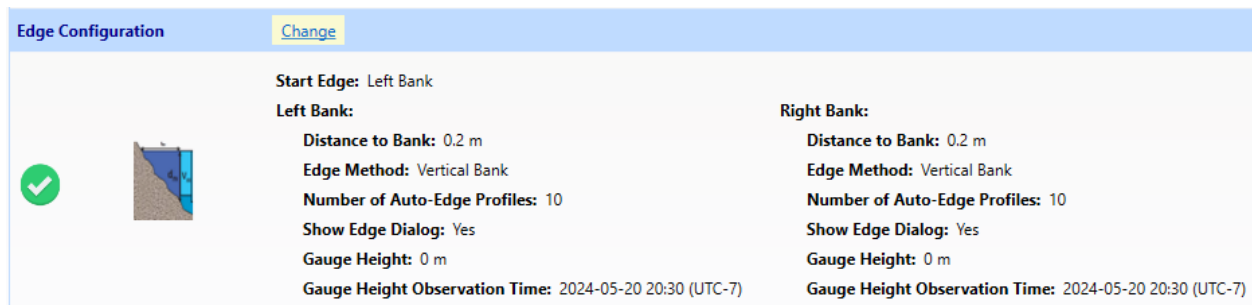 Edge Configuration Change
Start Edge: Left Bank
Left Bank:
Distance to Bank: 0.2 m
Edge Method: Vertical Bank
Number of Auto-Edge Profiles: 10
Show Edge Dialog: Yes
Gauge Height: 0 m
Gauge Height Observation Time: 2024-05-20 20:30 (UTC-7)
Right Bank:
Distance to Bank: 0.2 m
Edge Method: Vertical Bank
Number of Auto-Edge Profiles: 10
Show Edge Dialog: Yes
Gauge Height: 0 m
Gauge Height Observation Time: 2024-05-20 20:30 (UTC-7)